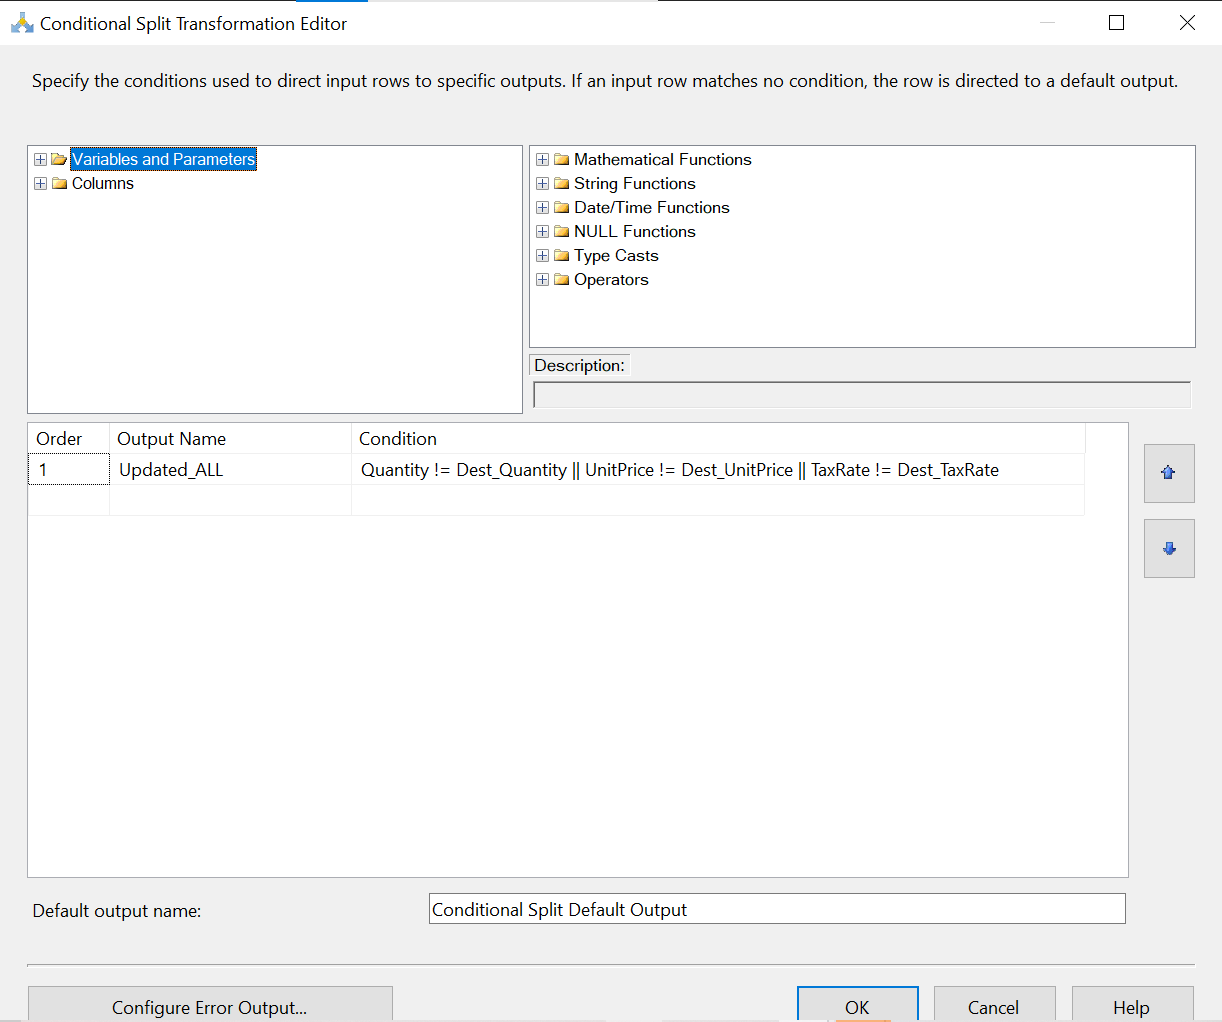 Conditional Split Transformation Editor
Specify the conditions used to direct input rows to specific outputs. If an input row matches no condition, the row is directed to a default output.
Variables and Parameters
Columns
Mathematical Functions
String Functions
Date/Time Functions
NULL Functions
Type Casts
Operators
Description:
Order Output Name Condition
1 Updated_ALL Quantity != Dest_Quantity || UnitPrice != Dest_UnitPrice || TaxRate != Dest_TaxRate
Default output name: Conditional Split Default Output
Configure Error Output... OK Cancel Help